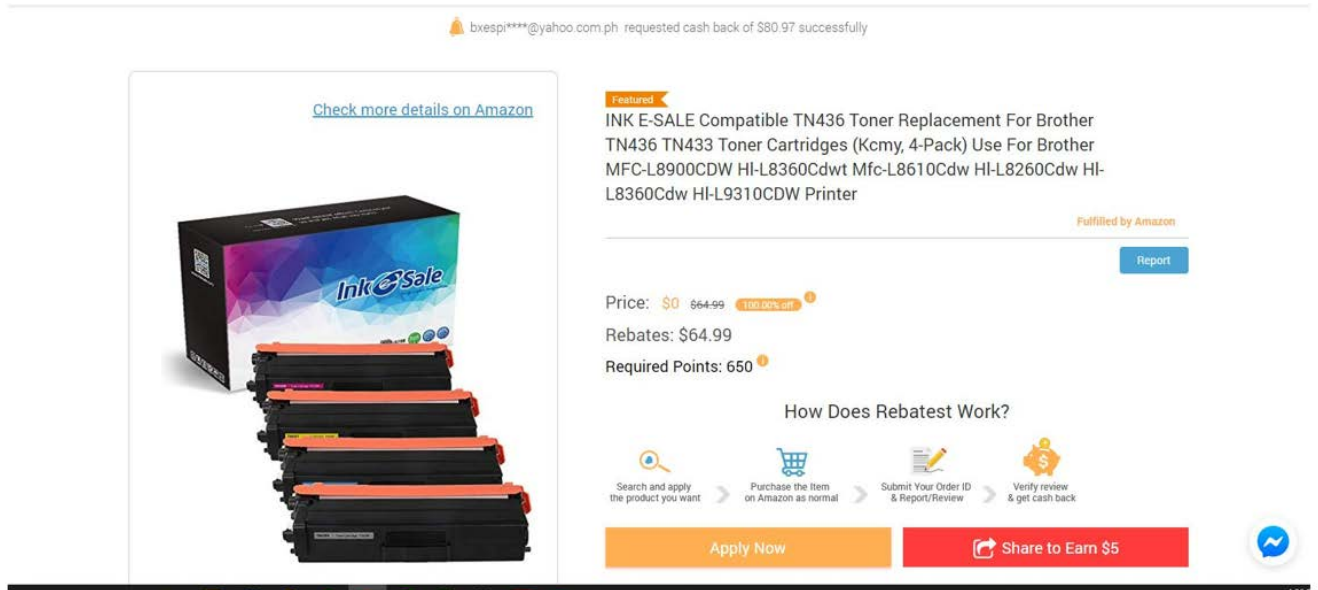 bxespi****@yahoo.com.ph requested cash back of $80.97 successfully
Check more details on Amazon
Ink e Sale
Featured
INK E-SALE Compatible TN436 Toner Replacement For Brother
TN436 TN433 Toner Cartridges (Kcmy, 4-Pack) Use For Brother
MFC-L8900CDW Hl-L8360Cdwt Mfc-L8610Cdw Hl-L8260Cdw Hl-
L8360Cdw Hl-L9310CDW Printer
Fulfilled by Amazon
Report
Price: $0 $64.99 100.00% off
Rebates: $64.99
Required Points: 650
How Does Rebatest Work?
Search and apply
the product you want
Purchase the Item
on Amazon as normal
Submit Your Order ID
& Report/Review
Verify review
& get cash back
Apply Now
Share to Earn $5